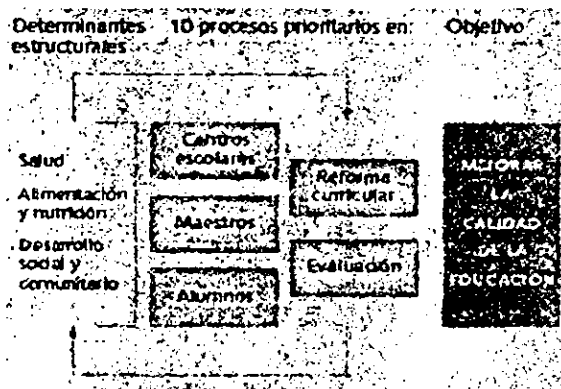 Determinantes
estructurales
10 procesos prioritarios en:
Objetivo
Salud
Alimentación
y nutrición
Desarrollo
social y
comunitario
Centros
escolares
Maestros
Alumnos
Reforma
curricular
Evaluación
MEJORAR
LA
CALIDAD
DE LA
EDUCACIÓN